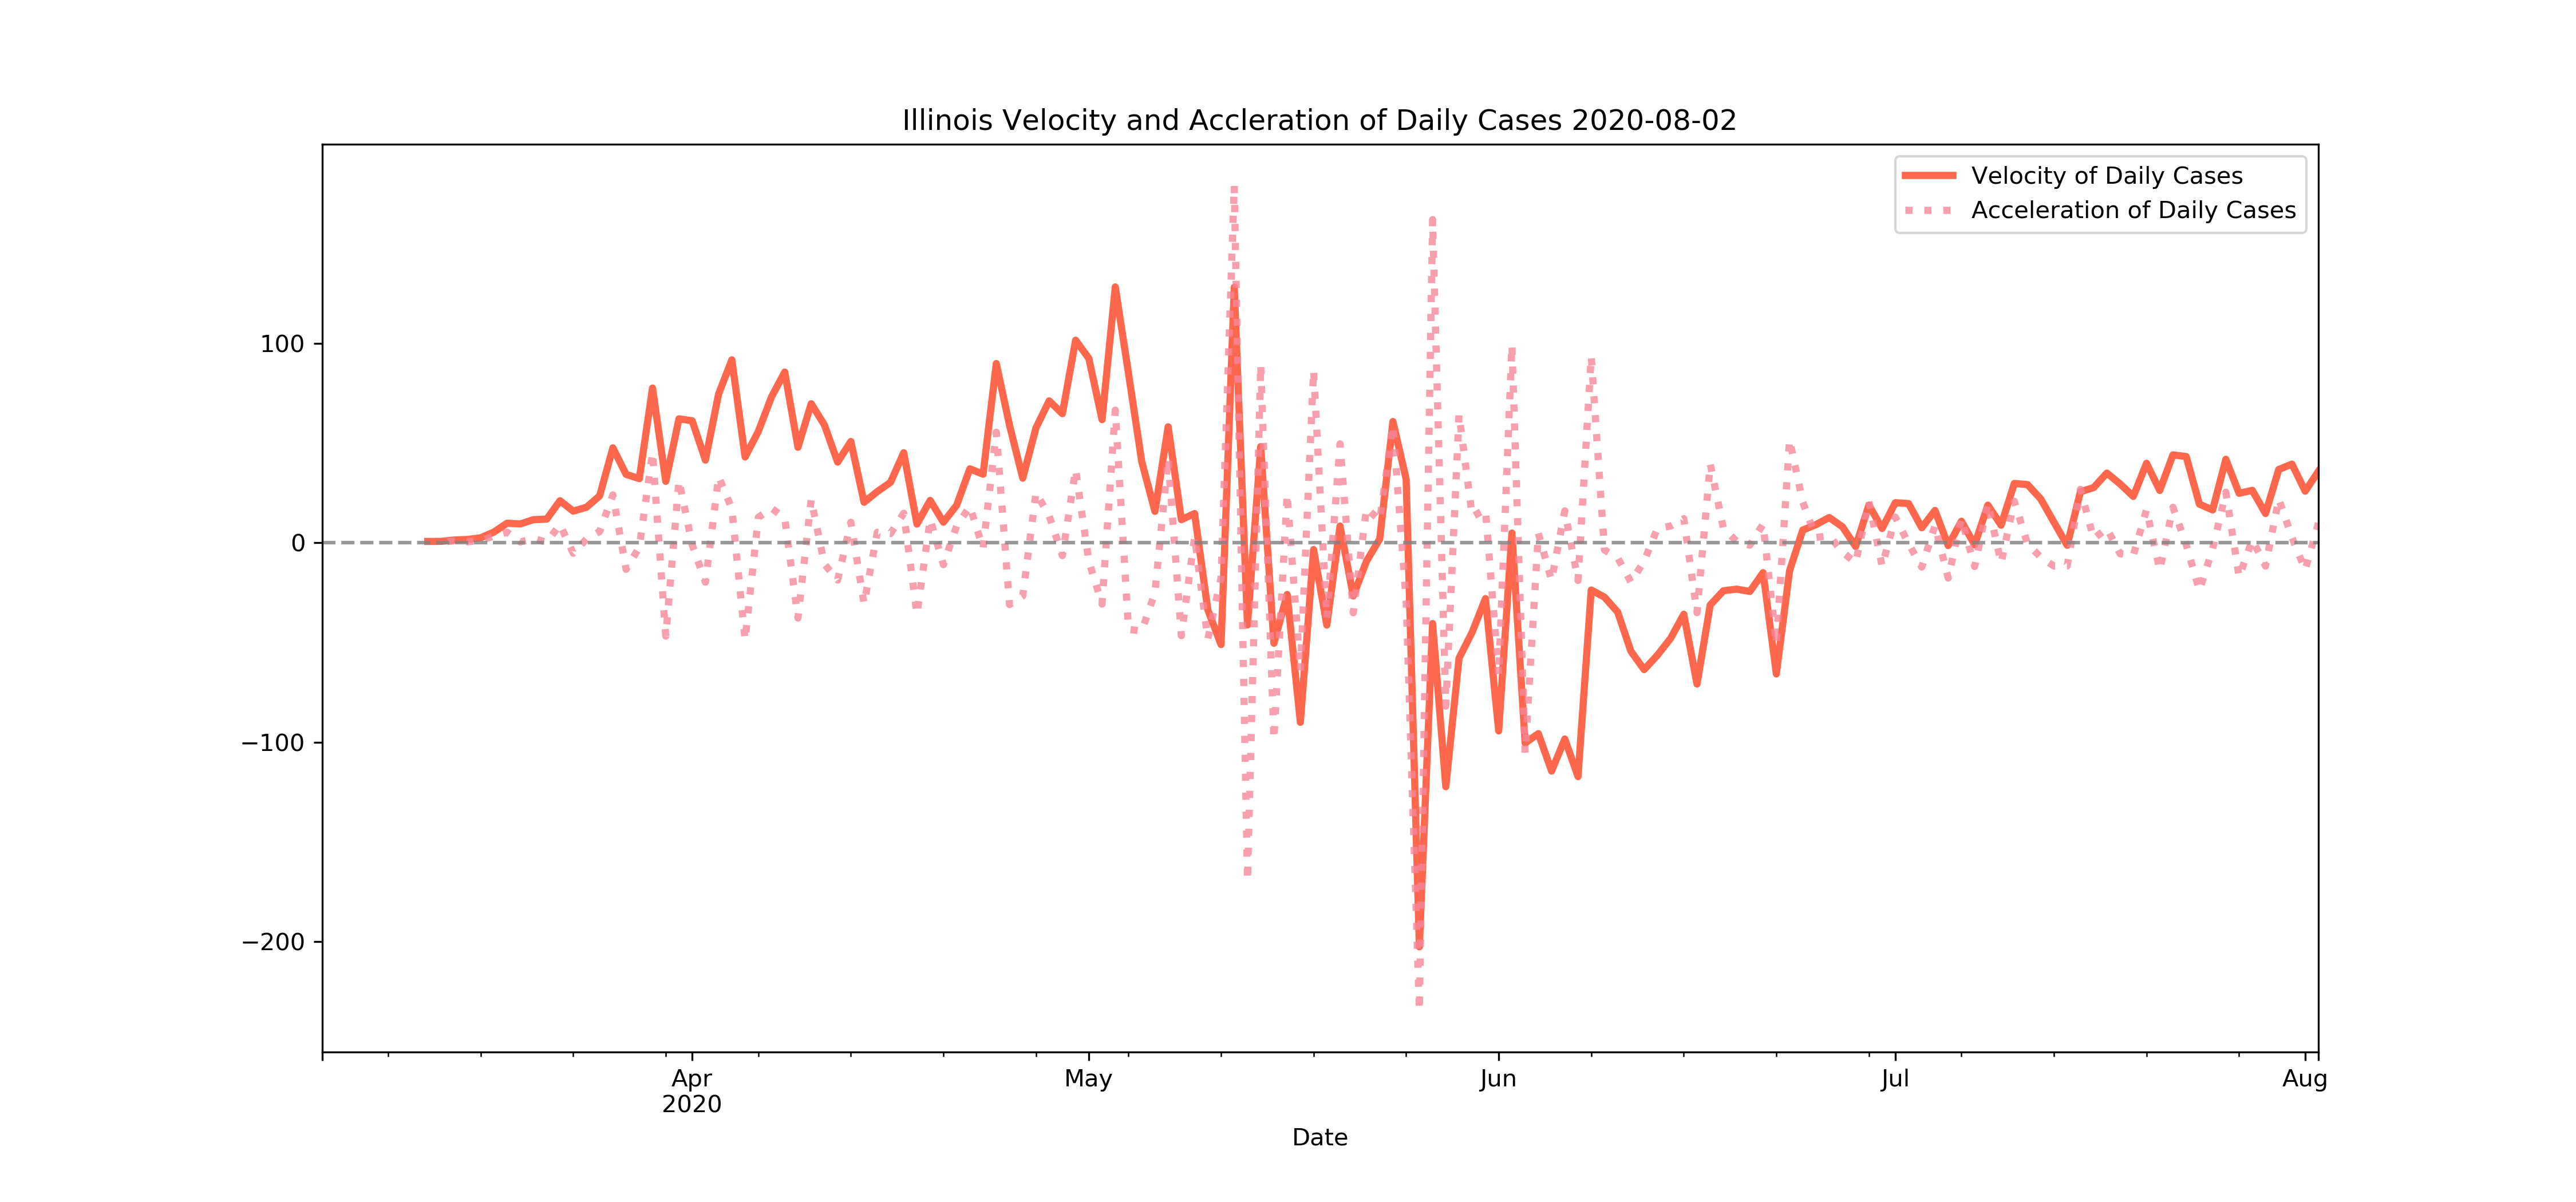 Illinois Velocity and Accleration of Daily Cases 2020-08-02
Velocity of Daily Cases
Acceleration of Daily Cases
100
0
−100
−200
Apr
2020
May
Jun
Jul
Aug
Date